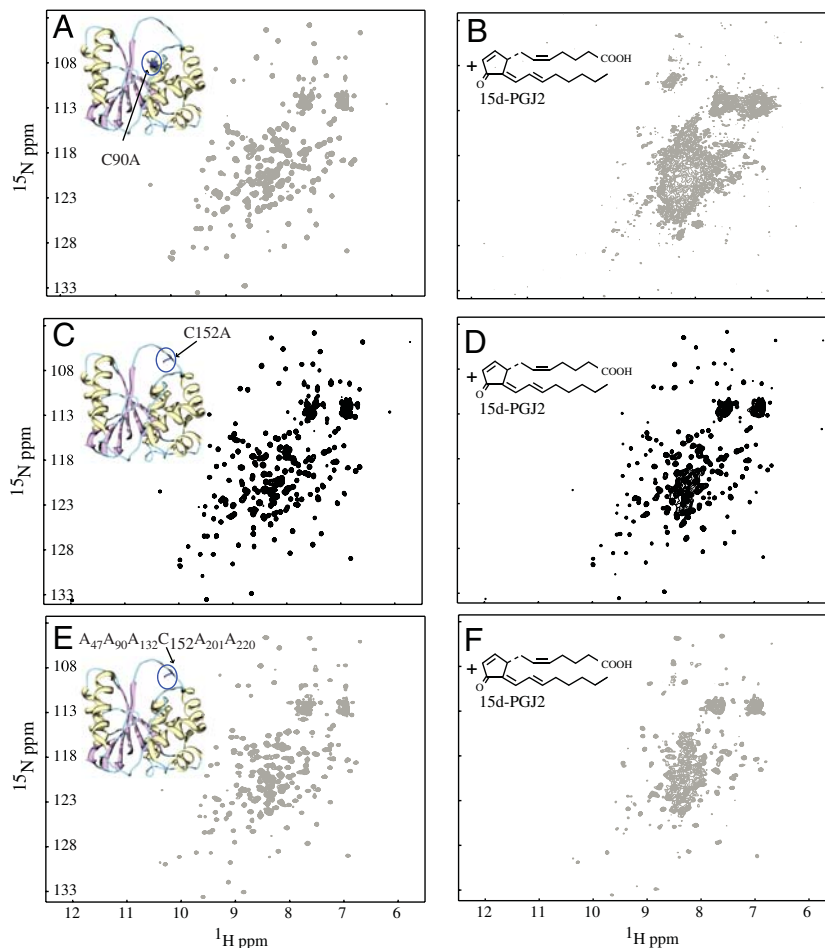 A
108
113
118
123
128
133
15N ppm
C90A
B
+
COOH
O
15d-PGJ2
C
108
113
118
123
128
133
15N ppm
C152A
D
+
COOH
O
15d-PGJ2
E
A47A90A132C152A201A220
108
113
118
123
128
133
15N ppm
12 11 10 9 8 7 6
1H ppm
F
+
COOH
O
15d-PGJ2
12 11 10 9 8 7 6
1H ppm